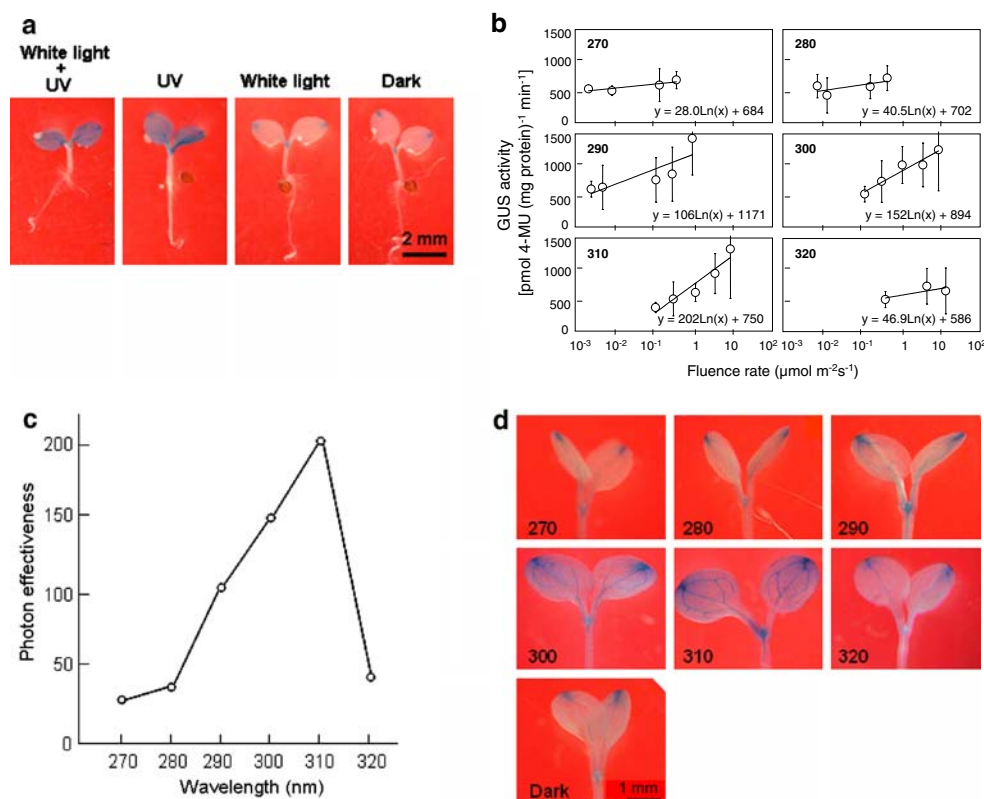 a
White light
+
UV
UV
White light
Dark
2 mm
b
GUS activity
[pmol 4-MU (mg protein)⁻¹ min⁻¹]
1500
1000
500
0
270
y = 28.0Ln(x) + 684
280
y = 40.5Ln(x) + 702
1500
1000
500
0
290
y = 106Ln(x) + 1171
300
y = 152Ln(x) + 894
1500
1000
500
0
310
y = 202Ln(x) + 750
320
y = 46.9Ln(x) + 586
10⁻³ 10⁻² 10⁻¹ 1 10 10² 10⁻² 10⁻¹ 1 10 10²
Fluence rate (μmol m⁻²s⁻¹)
c
Photon effectiveness
200
150
100
50
0
270 280 290 300 310 320
Wavelength (nm)
d
270
280
290
300
310
320
Dark
1 mm